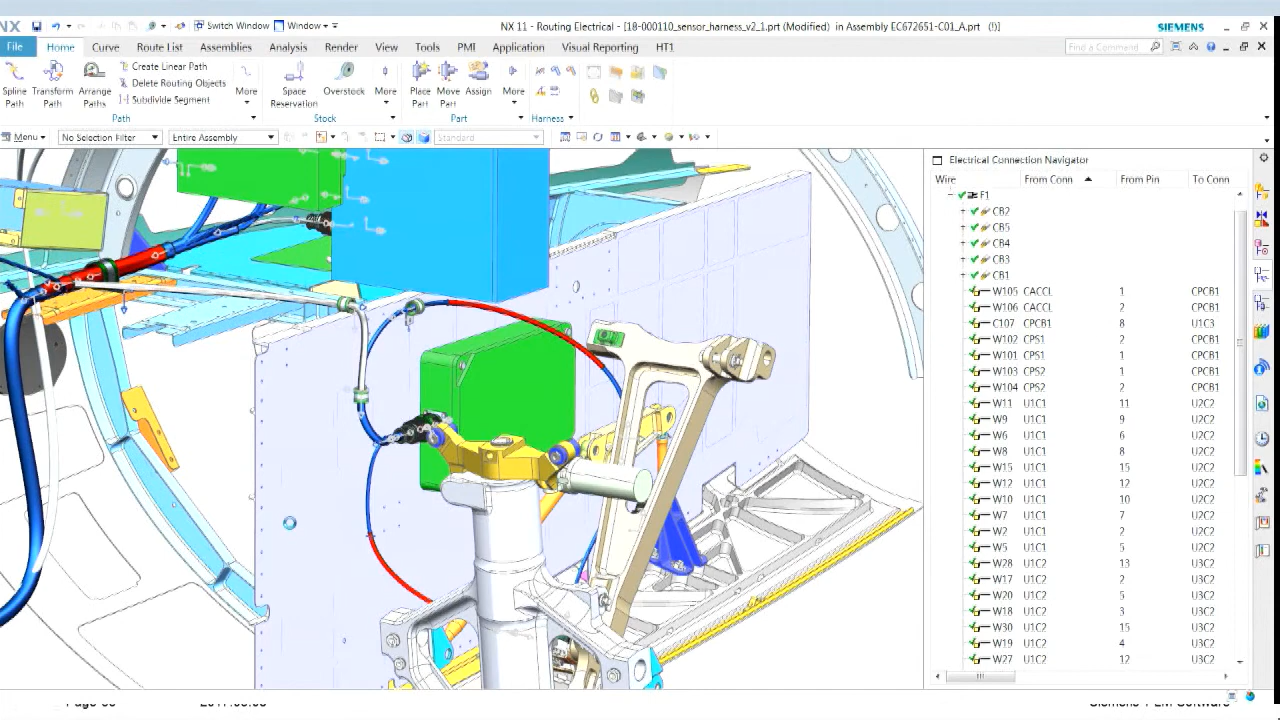 NX
Switch Window
Window
NX 11 - Routing Electrical - [18-000110_sensor_harness_v2_1.prt (Modified) in Assembly EC672651-C01_A.prt (!)]
SIEMENS
File Home Curve Route List Assemblies Analysis Render View Tools PMI Application Visual Reporting HT1
Find a Command
Spline Path
Transform Path
Arrange Paths
Create Linear Path
Delete Routing Objects
Subdivide Segment
More
Space Reservation
Overstock
More
Place Part
Move Part
Assign
More
Path Stock Part Harness
Menu
No Selection Filter
Entire Assembly
Standard
Electrical Connection Navigator
Wire From Conn From Pin To Conn
F1
CB2
CB5
CB4
CB3
CB1
W105 CACCL 1 CPCB1
W106 CACCL 2 CPCB1
C107 CPCB1 8 U1C3
W102 CPS1 2 CPCB1
W101 CPS1 1 CPCB1
W103 CPS2 1 CPCB1
W104 CPS2 2 CPCB1
W11 U1C1 11 U2C2
W9 U1C1 9 U2C2
W6 U1C1 6 U2C2
W8 U1C1 8 U2C2
W15 U1C1 15 U2C2
W12 U1C1 12 U2C2
W10 U1C1 10 U2C2
W7 U1C1 7 U2C2
W2 U1C1 2 U2C2
W5 U1C1 5 U2C2
W28 U1C2 13 U3C2
W17 U1C2 2 U3C2
W20 U1C2 5 U3C2
W18 U1C2 3 U3C2
W30 U1C2 15 U3C2
W19 U1C2 4 U3C2
W27 U1C2 12 U3C2